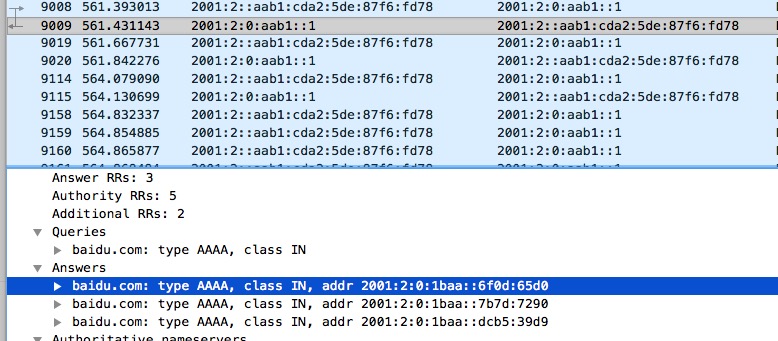 9008 561.393013 2001:2::aab1:cda2:5de:87f6:fd78 2001:2:0:aab1::1
9009 561.431143 2001:2:0:aab1::1 2001:2::aab1:cda2:5de:87f6:fd78
9019 561.667731 2001:2::aab1:cda2:5de:87f6:fd78 2001:2:0:aab1::1
9020 561.842276 2001:2:0:aab1::1 2001:2::aab1:cda2:5de:87f6:fd78
9114 564.079090 2001:2::aab1:cda2:5de:87f6:fd78 2001:2:0:aab1::1
9115 564.130699 2001:2:0:aab1::1 2001:2::aab1:cda2:5de:87f6:fd78
9158 564.832337 2001:2::aab1:cda2:5de:87f6:fd78 2001:2:0:aab1::1
9159 564.854885 2001:2::aab1:cda2:5de:87f6:fd78 2001:2:0:aab1::1
9160 564.865877 2001:2::aab1:cda2:5de:87f6:fd78 2001:2:0:aab1::1
Answer RRs: 3
Authority RRs: 5
Additional RRs: 2
Queries
baidu.com: type AAAA, class IN
Answers
baidu.com: type AAAA, class IN, addr 2001:2:0:1baa::6f0d:65d0
baidu.com: type AAAA, class IN, addr 2001:2:0:1baa::7b7d:7290
baidu.com: type AAAA, class IN, addr 2001:2:0:1baa::dcb5:39d9
Authoritative nameservers